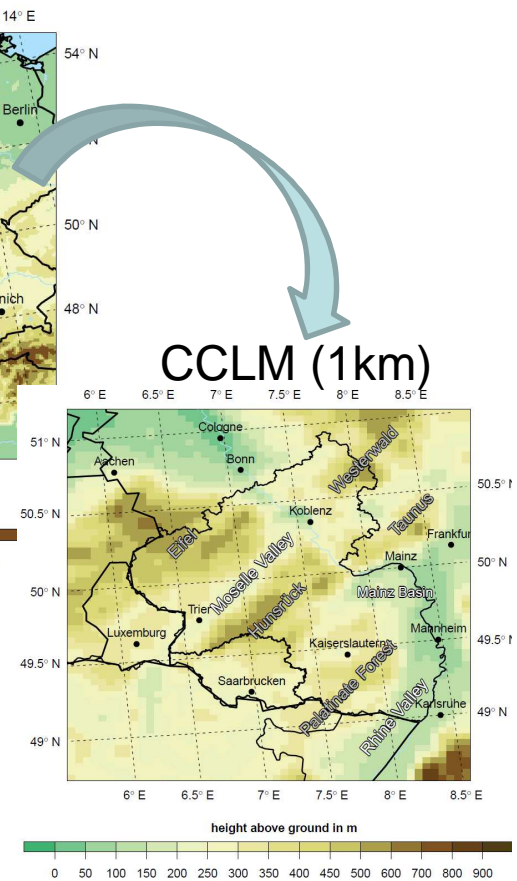 14° E
54° N
Berlin
N
50° N
nich
48° N
CCLM (1km)
6° E 6.5° E 7° E 7.5° E 8° E 8.5° E
Cologne
51° N
Aachen
Bonn
Westerwald
50.5° N
50.5° N
Koblenz
Taunus
Frankfur
Eifel
Moselle Valley
Mainz
50° N
50° N
Mainz Basin
Hunsrück
Trier
Luxemburg
Mannheim
49.5° N
Kaiserslautern
49.5° N
Palatinate Forest
Saarbrucken
Karlsruhe
49° N
Rhine Valley
49° N
6° E 6.5° E 7° E 7.5° E 8° E 8.5° E
height above ground in m
0 50 100 150 200 250 300 350 400 450 500 600 700 800 900